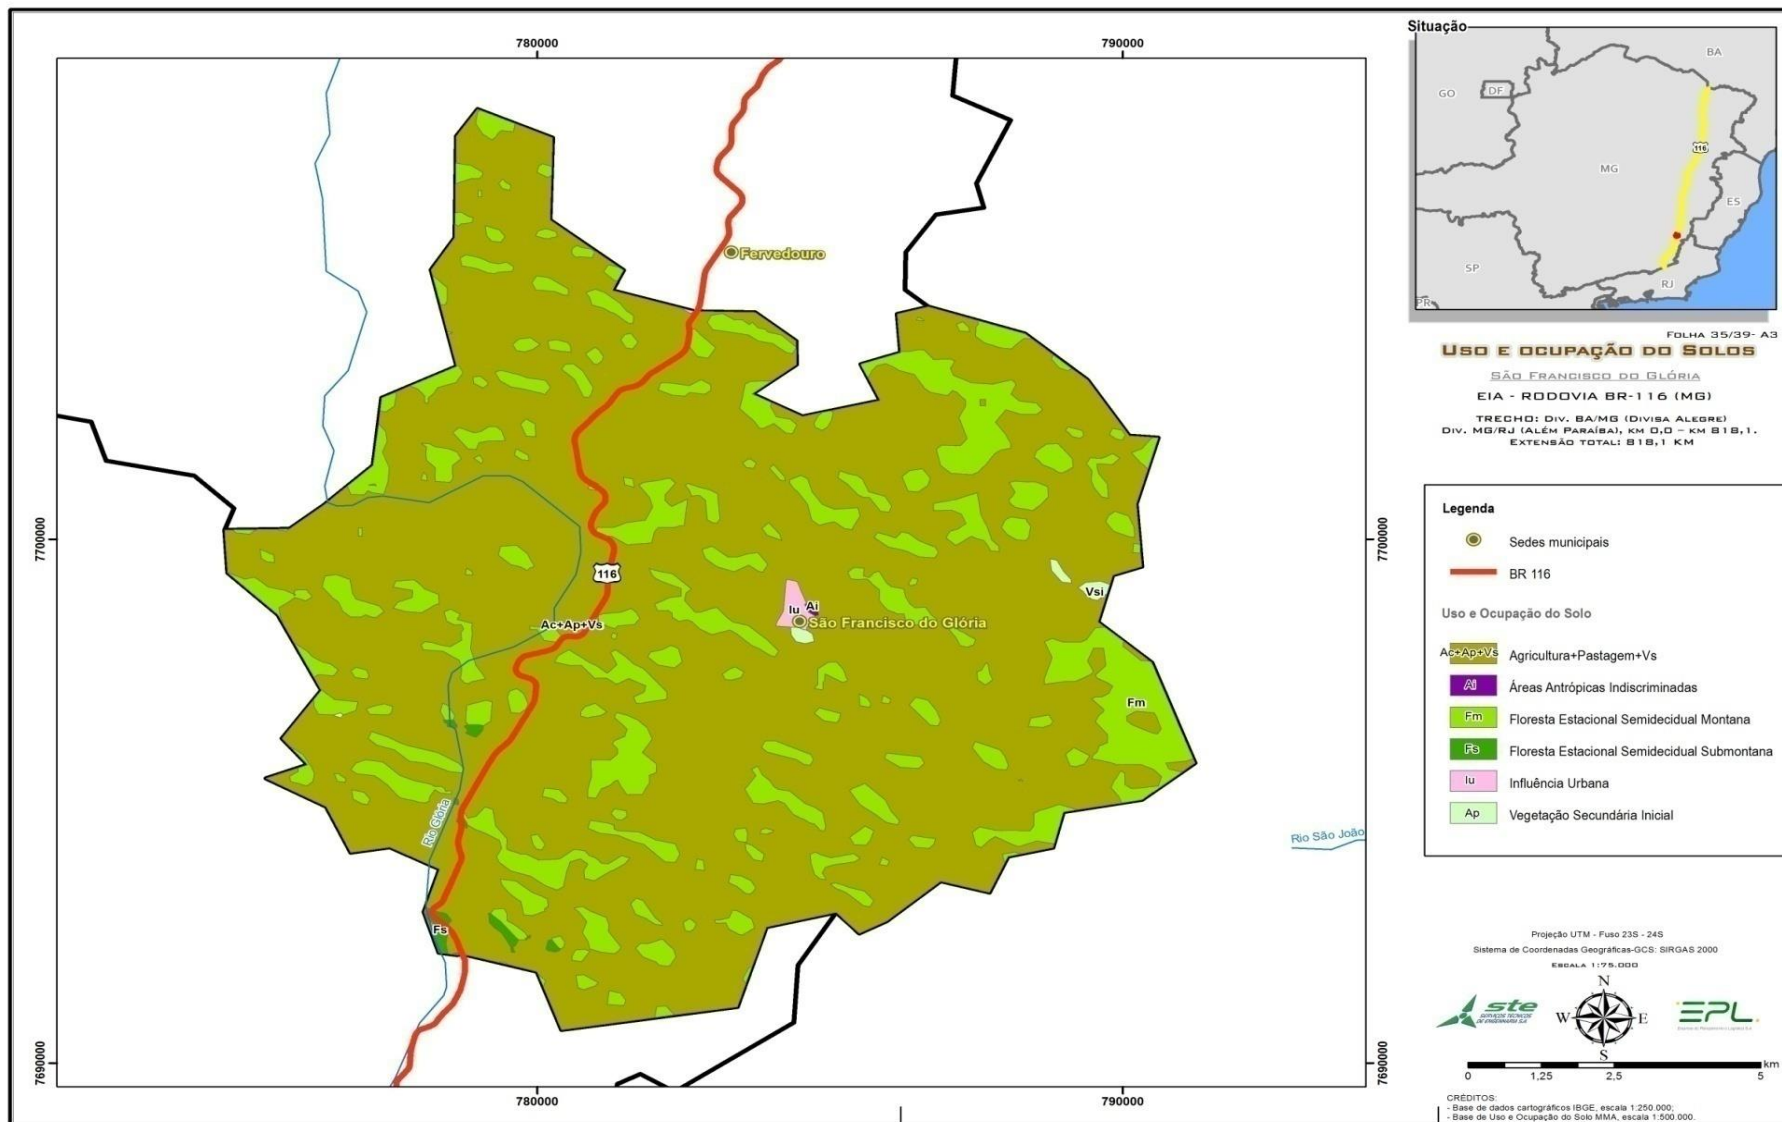 780000
790000
7700000
7690000
7700000
7690000
780000
790000
Fervedouro
116
Ac+Ap+Vs
Iu
Ai
São Francisco do Glória
Vsi
Fm
Fs
Rio Glória
Rio São João
Situação
BA
GO
DF
MG
116
ES
SP
RJ
PR
FOLHA 35/39- A3
USO E OCUPAÇÃO DO SOLOS
SÃO FRANCISCO DO GLÓRIA
EIA - RODOVIA BR-116 (MG)
TRECHO: DIV. BA/MG (DIVISA ALEGRE)
DIV. MG/RJ (ALÉM PARAÍBA), KM 0,0 – KM 818,1.
EXTENSÃO TOTAL: 818,1 KM
Legenda
Sedes municipais
BR 116
Uso e Ocupação do Solo
Ac+Ap+Vs Agricultura+Pastagem+Vs
Ai Áreas Antrópicas Indiscriminadas
Fm Floresta Estacional Semidecidual Montana
Fs Floresta Estacional Semidecidual Submontana
Iu Influência Urbana
Ap Vegetação Secundária Inicial
Projeção UTM - Fuso 23S - 24S
Sistema de Coordenadas Geográficas-GCS: SIRGAS 2000
ESCALA 1:75.000
N
W E
S
ste
SERVIÇOS TÉCNICOS
DE ENGENHARIA S.A.
EPL
km
0 1,25 2,5 5
CRÉDITOS:
- Base de dados cartográficos IBGE, escala 1:250.000;
- Base de Uso e Ocupação do Solo MMA, escala 1:500.000.